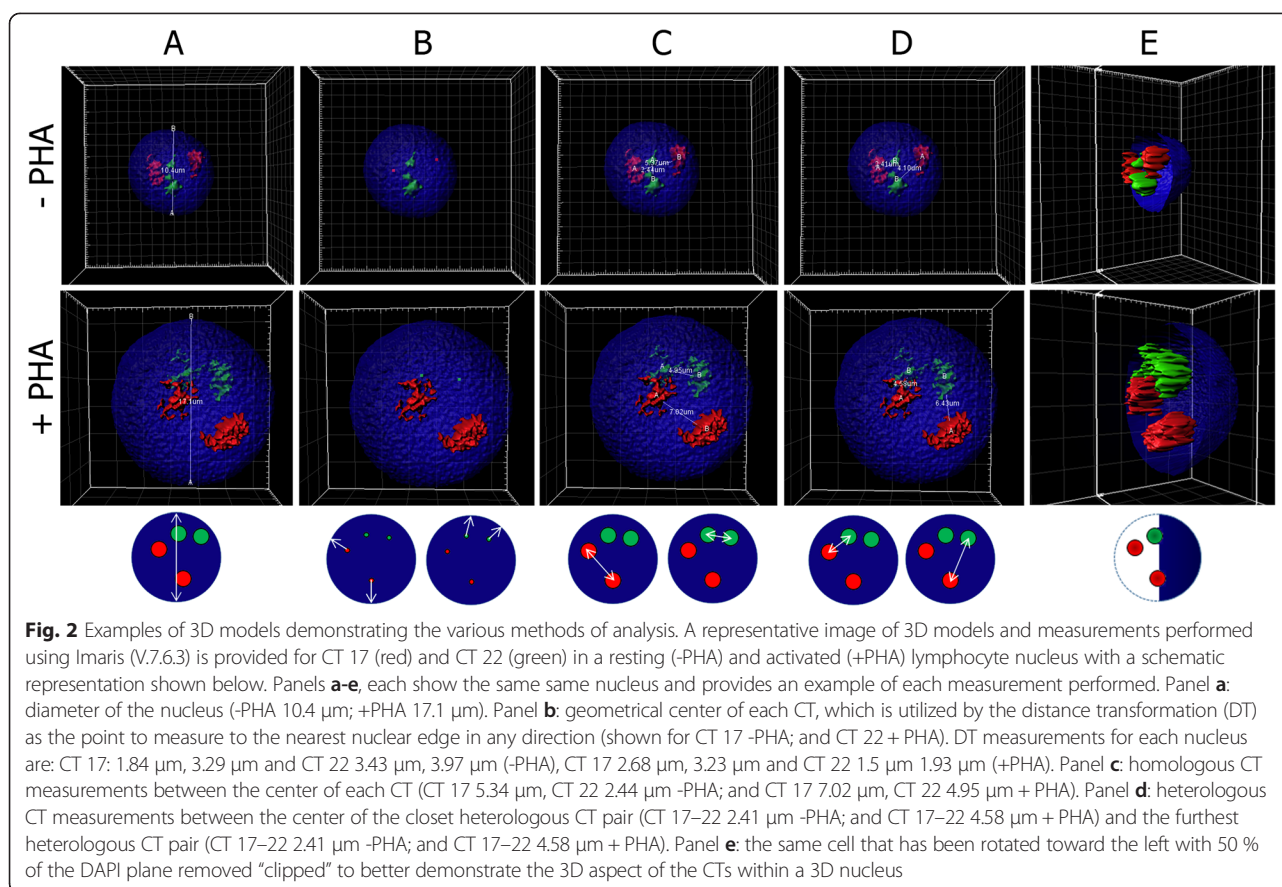 A B C D E
- PHA
B
10.4um
A
A
B
2.44um
B
A
A
4.10um
B
+ PHA
B
17.1um
A
4.95um
B
A
7.02um
B
B
B
4.58um
A
6.43um
A
Fig. 2 Examples of 3D models demonstrating the various methods of analysis. A representative image of 3D models and measurements performed
using Imaris (V.7.6.3) is provided for CT 17 (red) and CT 22 (green) in a resting (-PHA) and activated (+PHA) lymphocyte nucleus with a schematic
representation shown below. Panels a-e, each show the same same nucleus and provides an example of each measurement performed. Panel a:
diameter of the nucleus (-PHA 10.4 μm; +PHA 17.1 μm). Panel b: geometrical center of each CT, which is utilized by the distance transformation (DT)
as the point to measure to the nearest nuclear edge in any direction (shown for CT 17 -PHA; and CT 22 + PHA). DT measurements for each nucleus
are: CT 17: 1.84 μm, 3.29 μm and CT 22 3.43 μm, 3.97 μm (-PHA), CT 17 2.68 μm, 3.23 μm and CT 22 1.5 μm 1.93 μm (+PHA). Panel c: homologous CT
measurements between the center of each CT (CT 17 5.34 μm, CT 22 2.44 μm -PHA; and CT 17 7.02 μm, CT 22 4.95 μm + PHA). Panel d: heterologous
CT measurements between the center of the closet heterologous CT pair (CT 17–22 2.41 μm -PHA; and CT 17–22 4.58 μm + PHA) and the furthest
heterologous CT pair (CT 17–22 2.41 μm -PHA; and CT 17–22 4.58 μm + PHA). Panel e: the same cell that has been rotated toward the left with 50 %
of the DAPI plane removed “clipped” to better demonstrate the 3D aspect of the CTs within a 3D nucleus